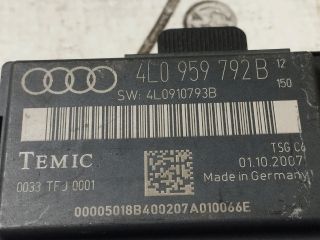 4L0 959 792 B 12
SW: 4L0910793B 150
TEMIC
TSG C6
01.10.2007
0033 TFJ 0001
Made in Germany
00005018B400207A010066E